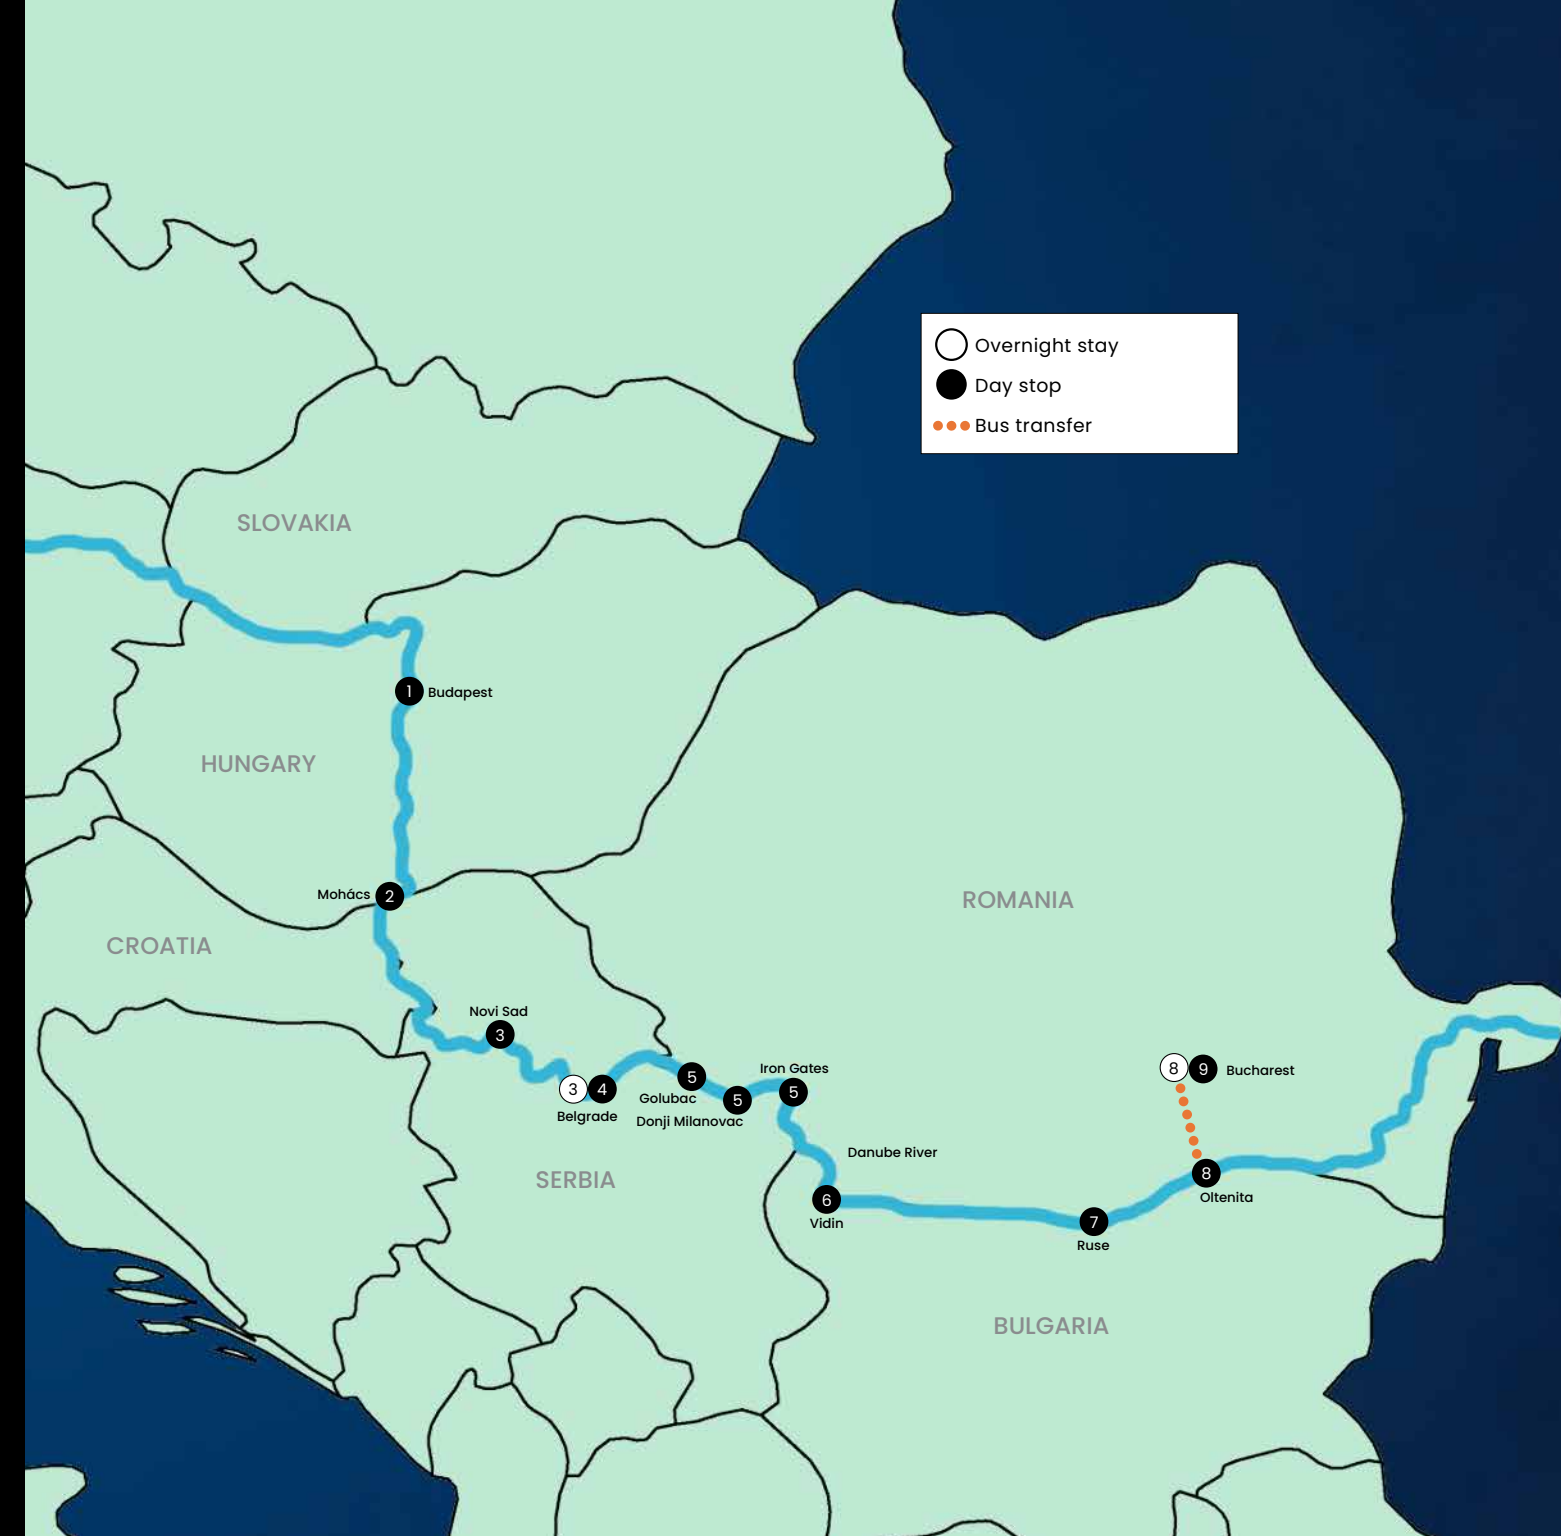 Overnight stay
Day stop
Bus transfer
SLOVAKIA
1 Budapest
HUNGARY
Mohács 2
ROMANIA
CROATIA
Novi Sad
3
Iron Gates
5
8 9 Bucharest
5
Golubac
3 4
Belgrade
5
Donji Milanovac
Danube River
SERBIA
8
Oltenita
6
Vidin
7
Ruse
BULGARIA